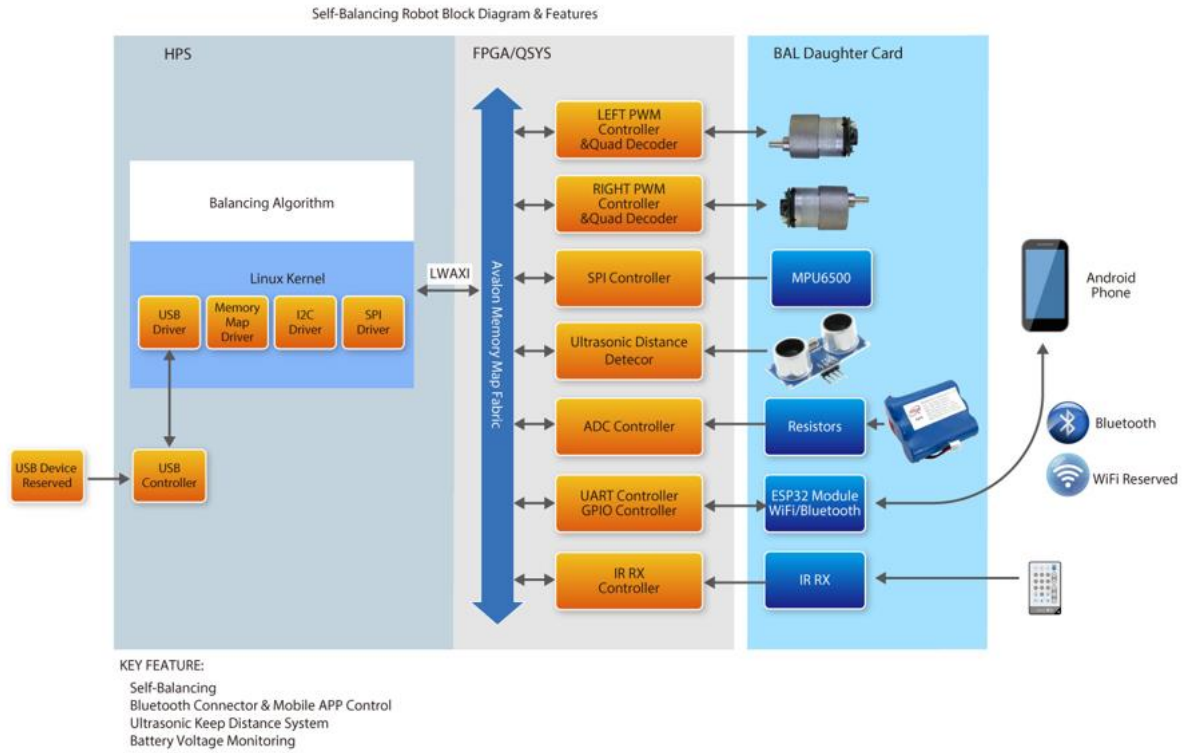 Self-Balancing Robot Block Diagram & Features
HPS
FPGA/QSYS
BAL Daughter Card
Balancing Algorithm
Linux Kernel
USB
Driver
Memory
Map
Driver
I2C
Driver
SPI
Driver
USB Device
Reserved
USB
Controller
LWAXI
Avalon Memory Map Fabric
LEFT PWM
Controller
&Quad Decoder
RIGHT PWM
Controller
&Quad Decoder
SPI Controller
MPU6500
Ultrasonic Distance
Detecor
ADC Controller
Resistors
UART Controller
GPIO Controller
ESP32 Module
WiFi/Bluetooth
IR RX
Controller
IR RX
Android
Phone
Bluetooth
WiFi Reserved
KEY FEATURE:
Self-Balancing
Bluetooth Connector & Mobile APP Control
Ultrasonic Keep Distance System
Battery Voltage Monitoring